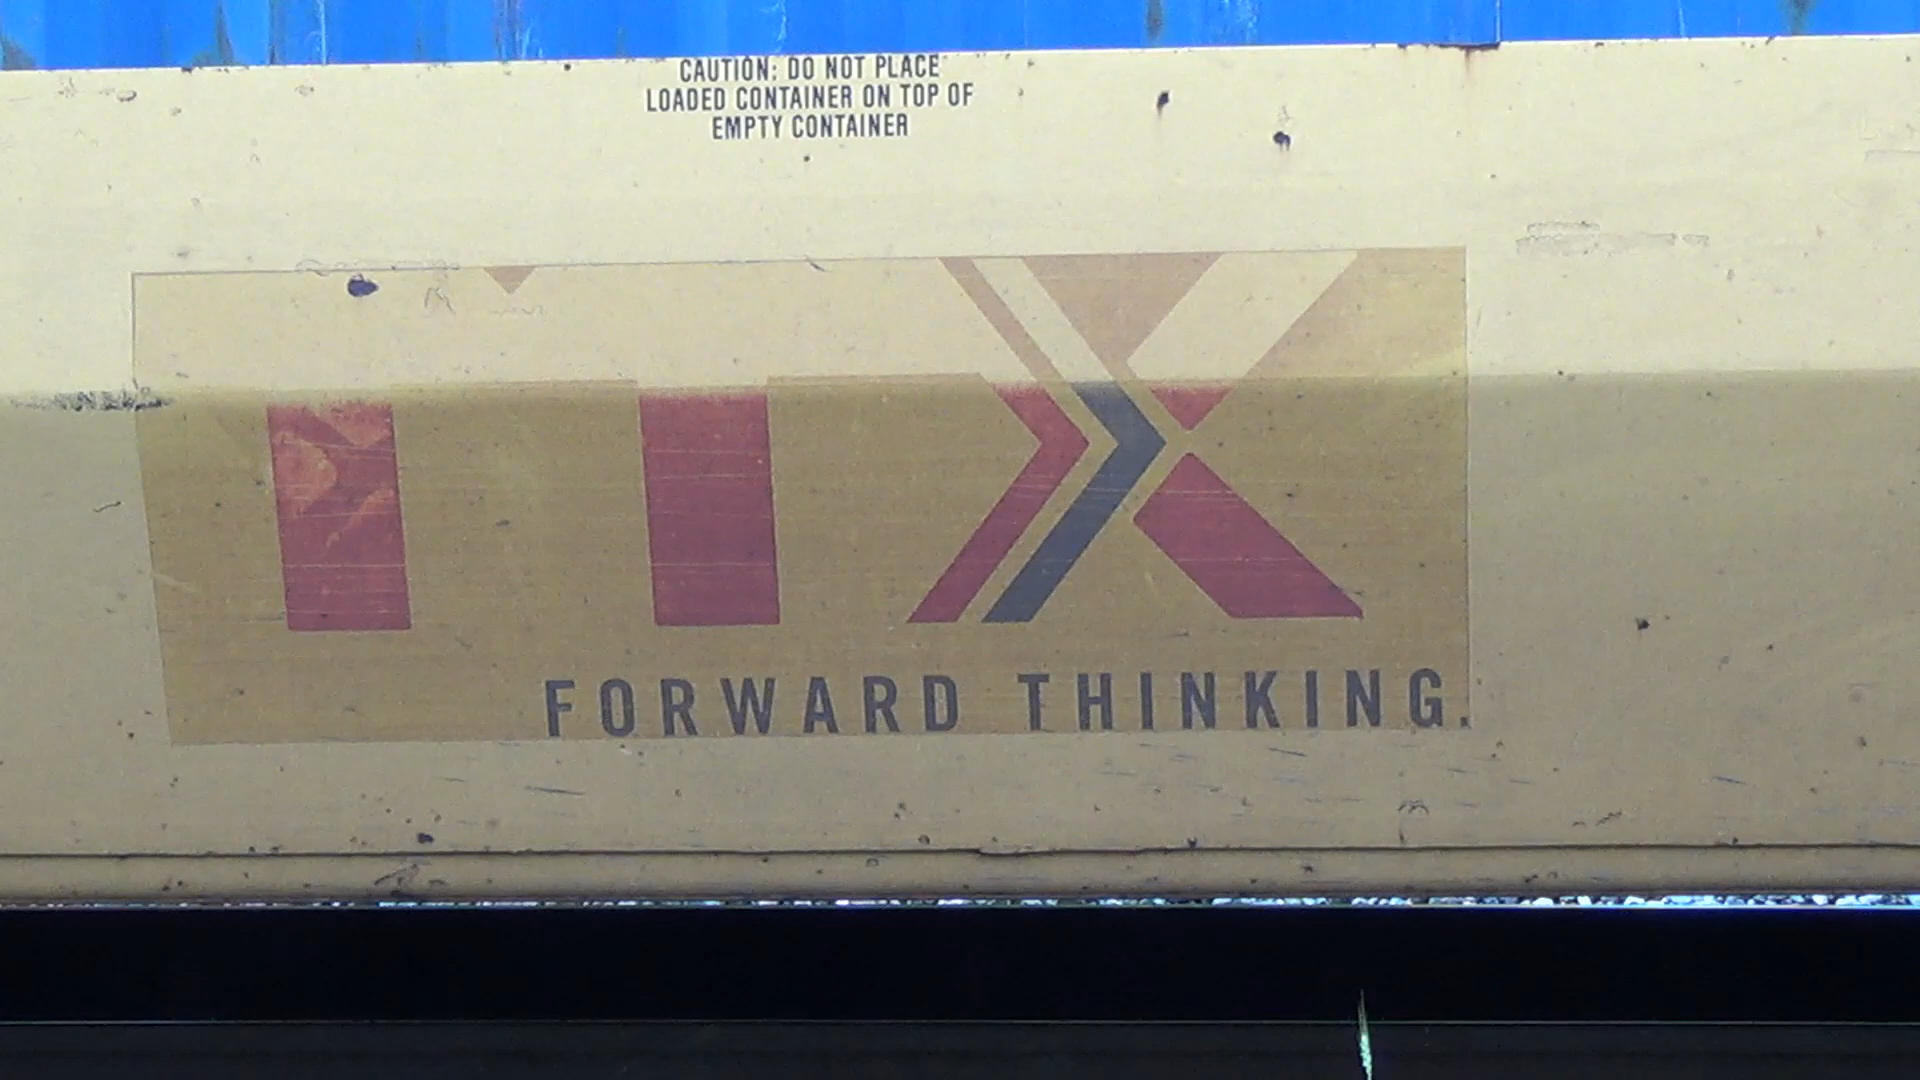 CAUTION: DO NOT PLACE
LOADED CONTAINER ON TOP OF
EMPTY CONTAINER
TTX
FORWARD THINKING.